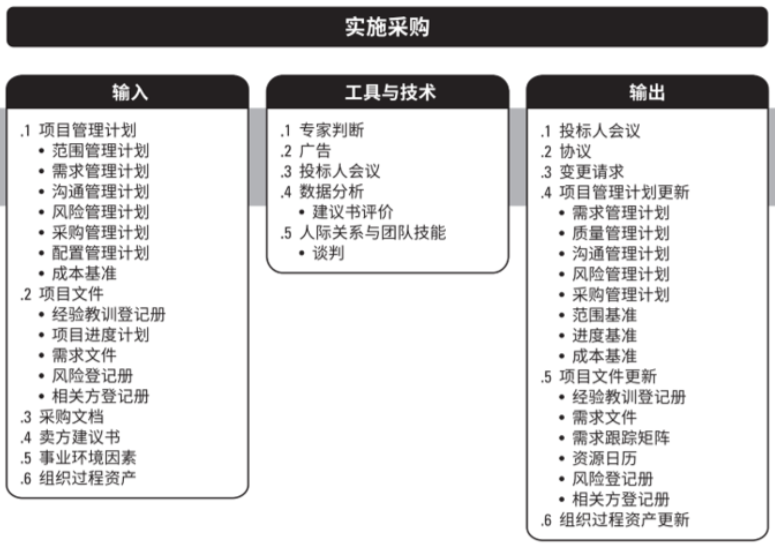 实施采购
输入
.1 项目管理计划
• 范围管理计划
• 需求管理计划
• 沟通管理计划
• 风险管理计划
• 采购管理计划
• 配置管理计划
• 成本基准
.2 项目文件
• 经验教训登记册
• 项目进度计划
• 需求文件
• 风险登记册
• 相关方登记册
.3 采购文档
.4 卖方建议书
.5 事业环境因素
.6 组织过程资产
工具与技术
.1 专家判断
.2 广告
.3 投标人会议
.4 数据分析
• 建议书评价
.5 人际关系与团队技能
• 谈判
输出
.1 投标人会议
.2 协议
.3 变更请求
.4 项目管理计划更新
• 需求管理计划
• 质量管理计划
• 沟通管理计划
• 风险管理计划
• 采购管理计划
• 范围基准
• 进度基准
• 成本基准
.5 项目文件更新
• 经验教训登记册
• 需求文件
• 需求跟踪矩阵
• 资源日历
• 风险登记册
• 相关方登记册
.6 组织过程资产更新